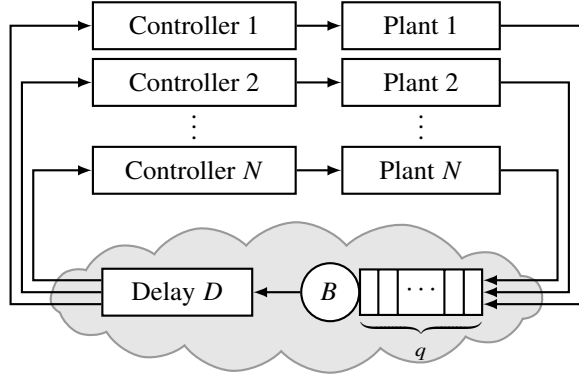 Controller 1 Plant 1
Controller 2 Plant 2
⋮ ⋮
Controller N Plant N
Delay D B ···
q